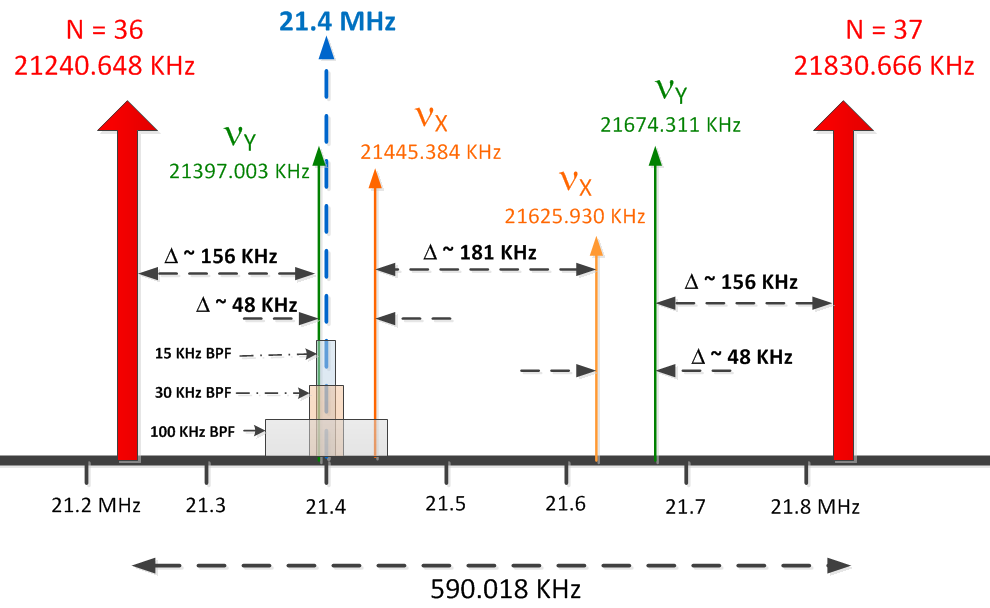 N = 36
21240.648 KHz
21.4 MHz
N = 37
21830.666 KHz
νY
21397.003 KHz
νX
21445.384 KHz
νX
21625.930 KHz
νY
21674.311 KHz
Δ ~ 156 KHz
Δ ~ 181 KHz
Δ ~ 156 KHz
Δ ~ 48 KHz
Δ ~ 48 KHz
15 KHz BPF
30 KHz BPF
100 KHz BPF
21.2 MHz
21.3
21.4
21.5
21.6
21.7
21.8 MHz
590.018 KHz